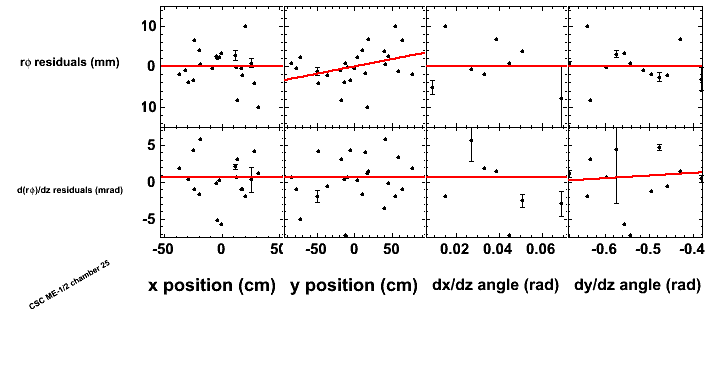 rϕ residuals (mm)
10
0
10
d(rϕ)/dz residuals (mrad)
5
0
-5
-50 0 50
-50 0 50
0.02 0.04 0.06
-0.6 -0.5 -0.4
x position (cm)
y position (cm)
dx/dz angle (rad)
dy/dz angle (rad)
CSC ME-1/2 chamber 25